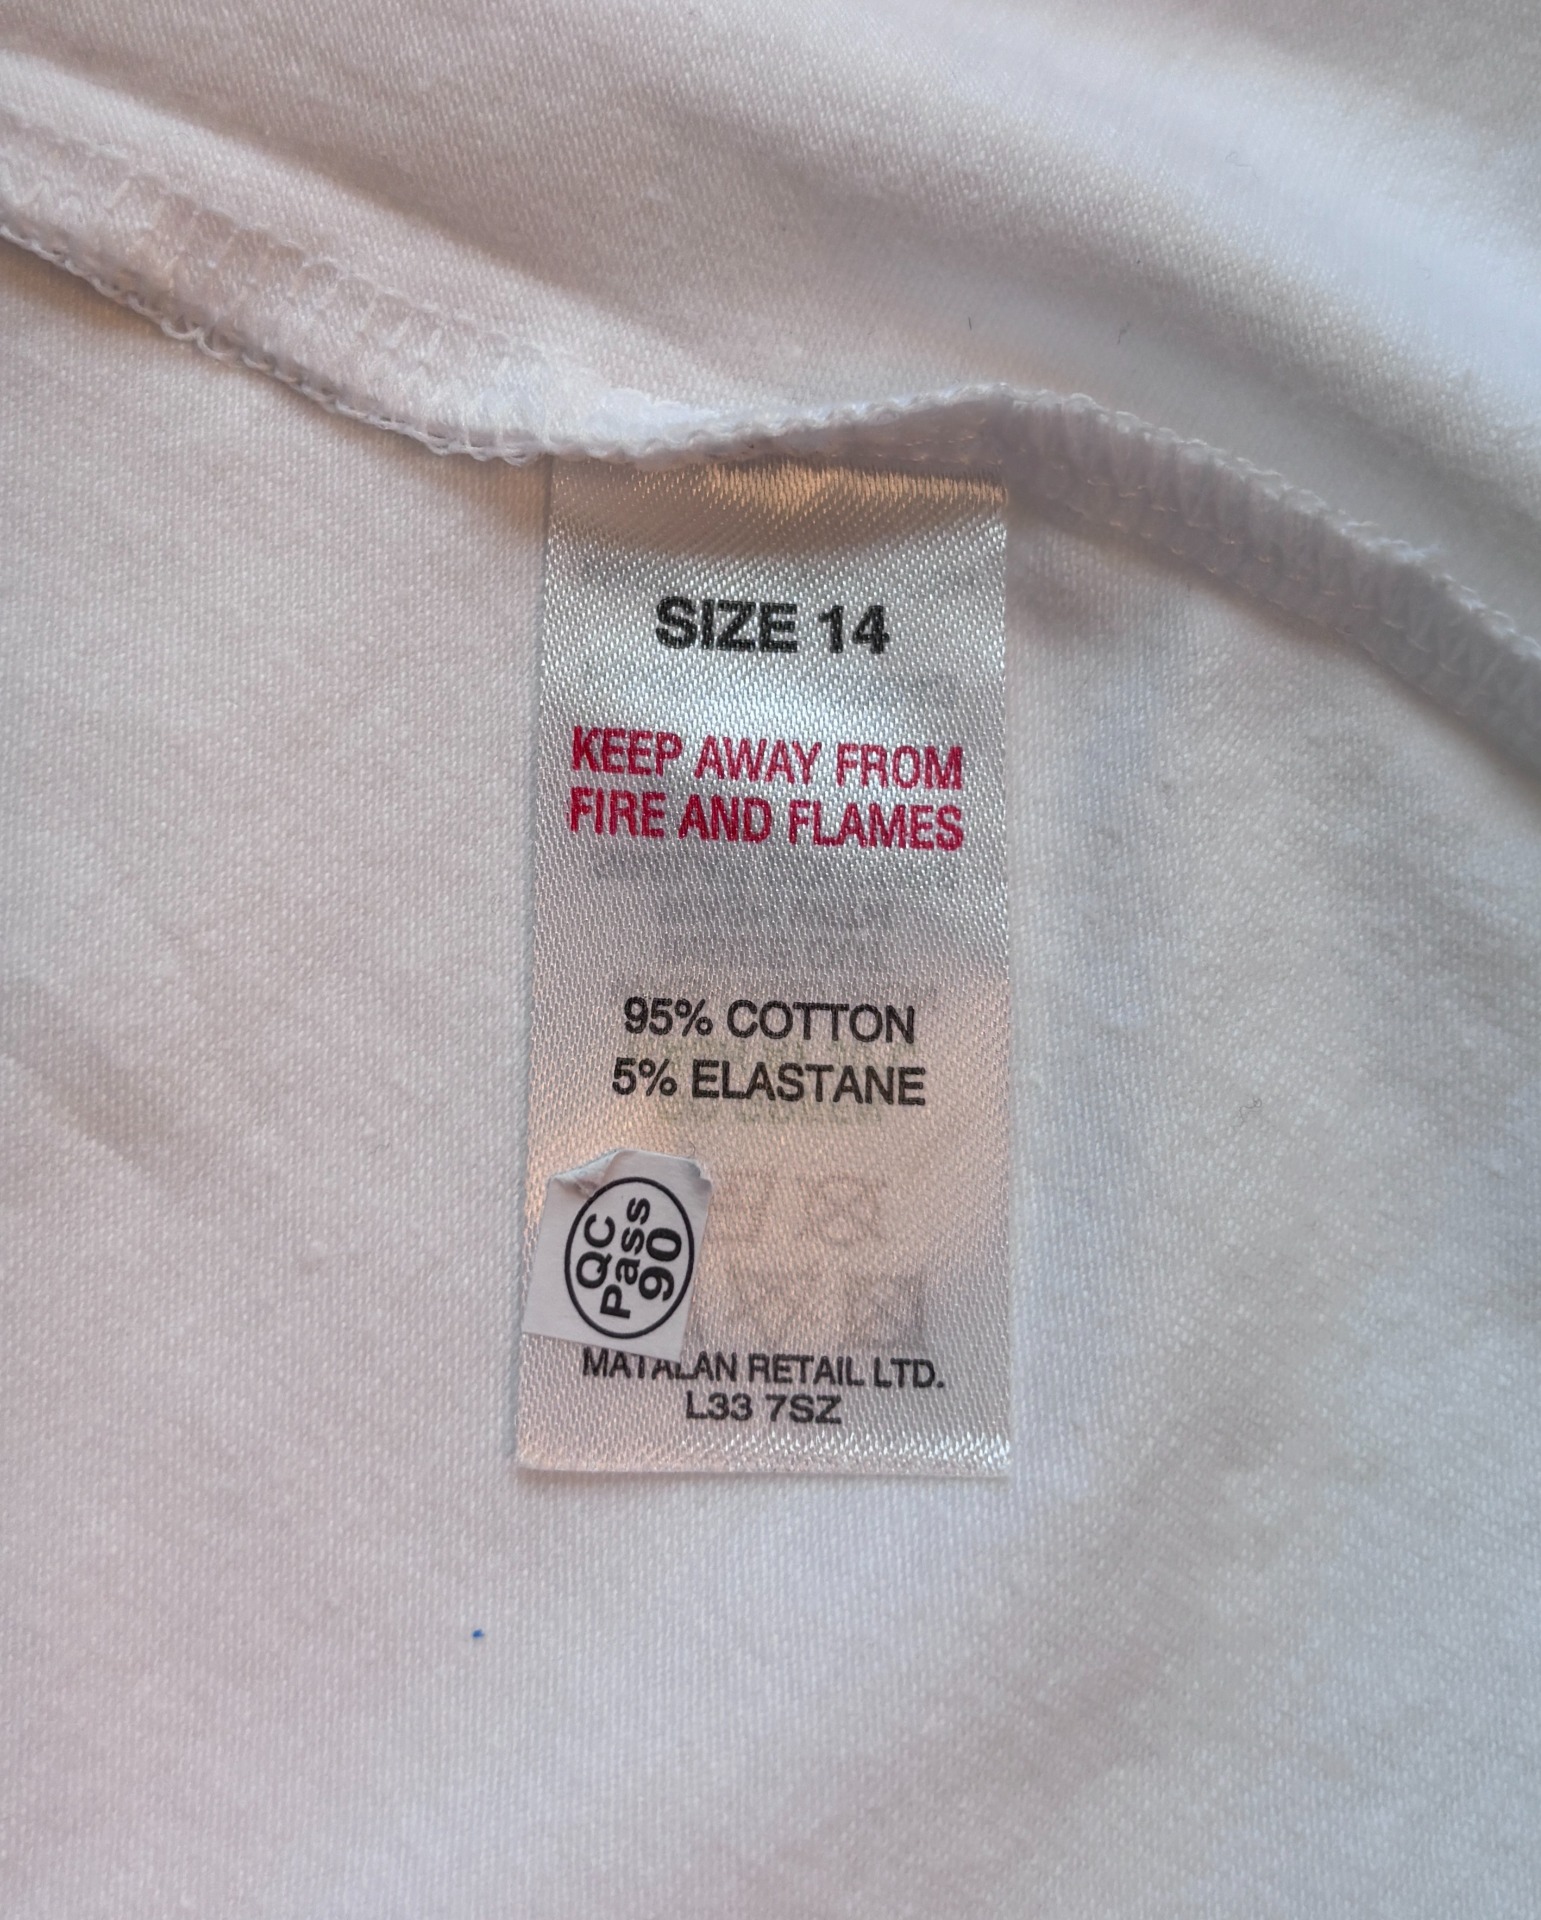 SIZE 14
KEEP AWAY FROM
FIRE AND FLAMES
95% COTTON
5% ELASTANE
QC
Pass
90
MATALAN RETAIL LTD.
L33 7SZ